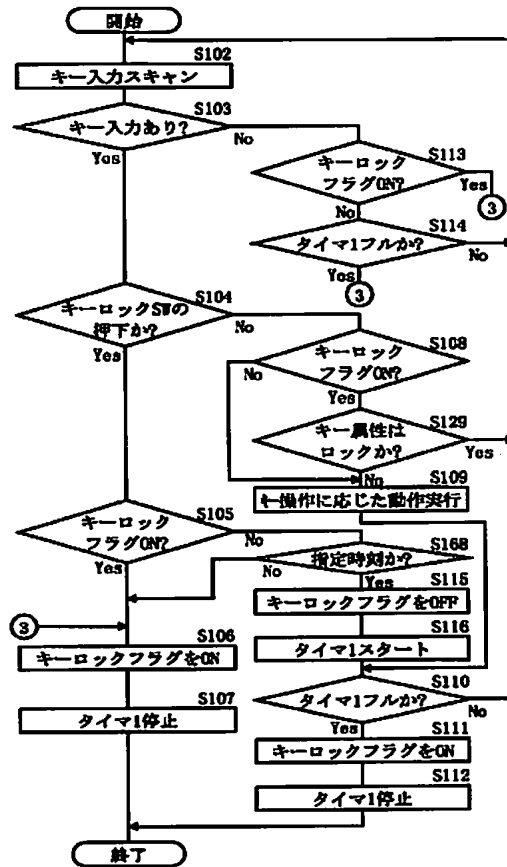 開始
S102
キー入力スキャン
S103
キー入力あり?
No
Yes
S113
キーロック
フラグON?
Yes
③
No
S114
タイマ1フルか?
No
Yes
③
S104
キーロックSWの
押下か?
No
Yes
S108
キーロック
フラグON?
No
Yes
S129
キー属性は
ロックか?
Yes
No
S109
キー操作に応じた動作実行
S105
キーロック
フラグON?
No
Yes
S168
指定時刻か?
No
Yes
S115
キーロックフラグをOFF
③
S106
キーロックフラグをON
S116
タイマ1スタート
S107
タイマ1停止
S110
タイマ1フルか?
No
Yes
S111
キーロックフラグをON
S112
タイマ1停止
終了